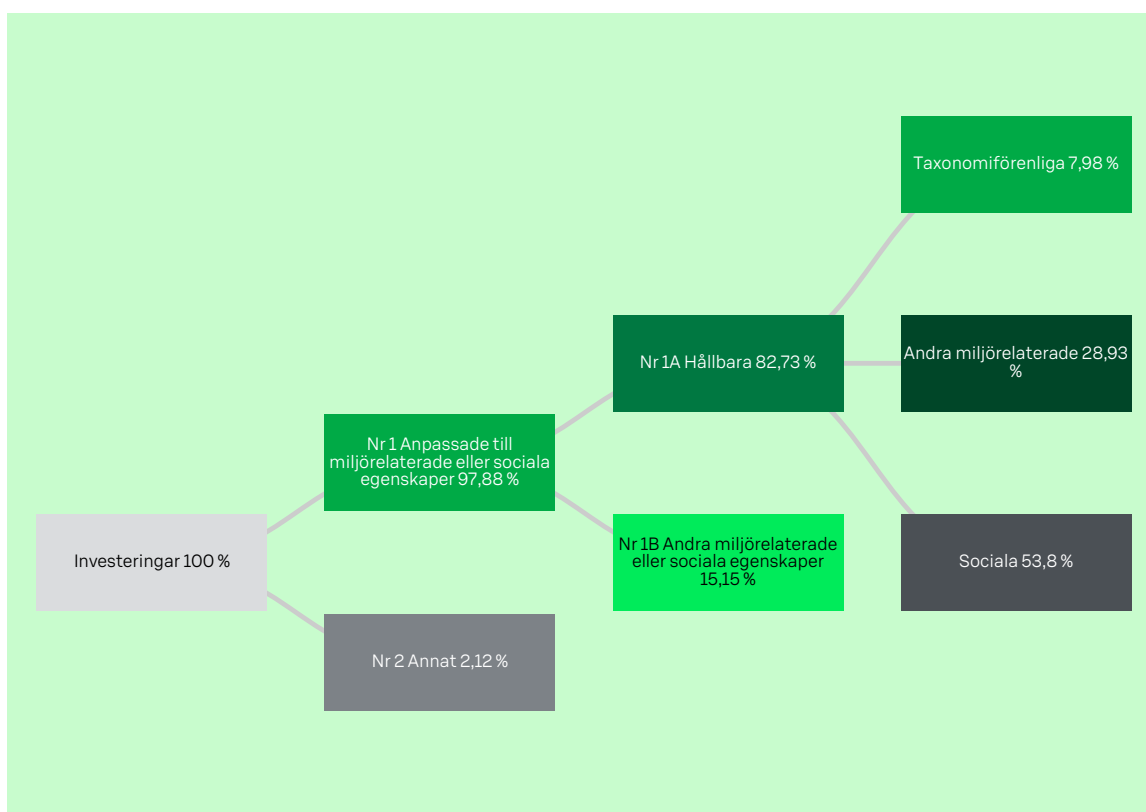 Taxonomiförenliga 7,98 %
Nr 1A Hållbara 82,73 %
Andra miljörelaterade 28,93
%
Nr 1 Anpassade till
miljörelaterade eller sociala
egenskaper 97,88 %
Investeringar 100 %
Nr 1B Andra miljörelaterade
eller sociala egenskaper
15,15 %
Sociala 53,8 %
Nr 2 Annat 2,12 %